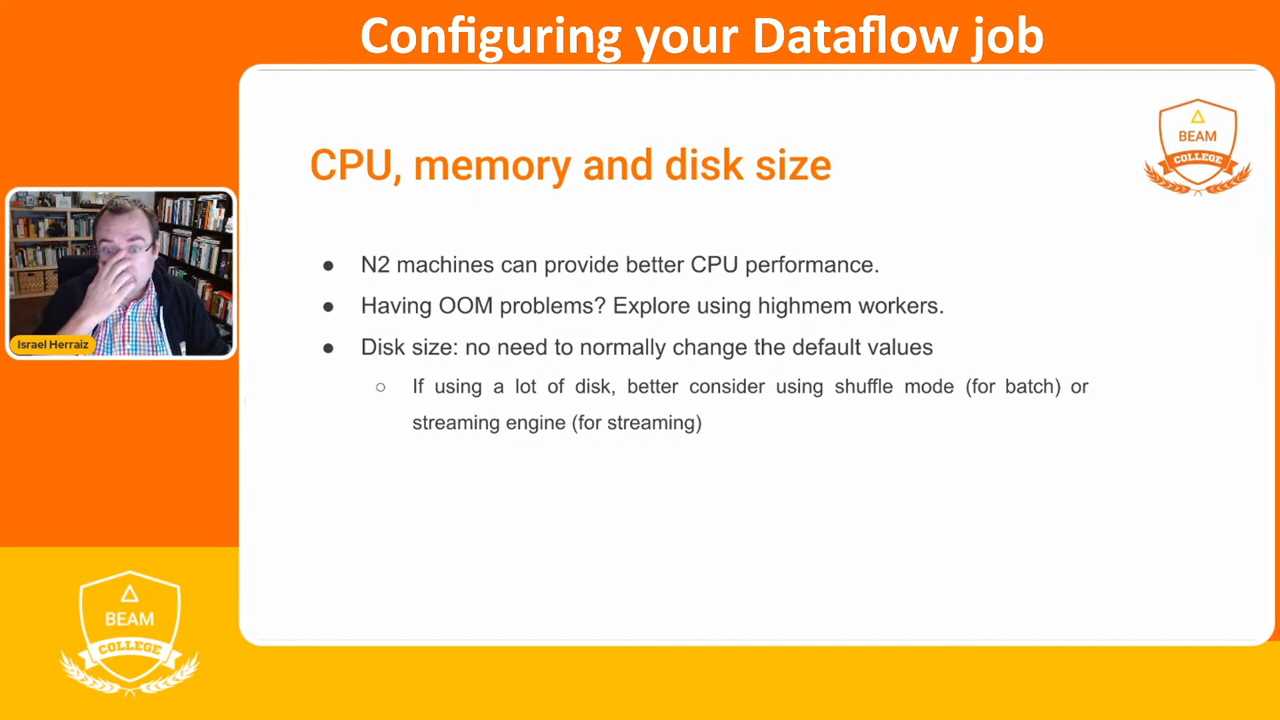 Configuring your Dataflow job
BEAM
COLLEGE
CPU, memory and disk size
● N2 machines can provide better CPU performance.
● Having OOM problems? Explore using highmem workers.
● Disk size: no need to normally change the default values
○ If using a lot of disk, better consider using shuffle mode (for batch) or
streaming engine (for streaming)
Israel Herraiz
BEAM
COLLEGE